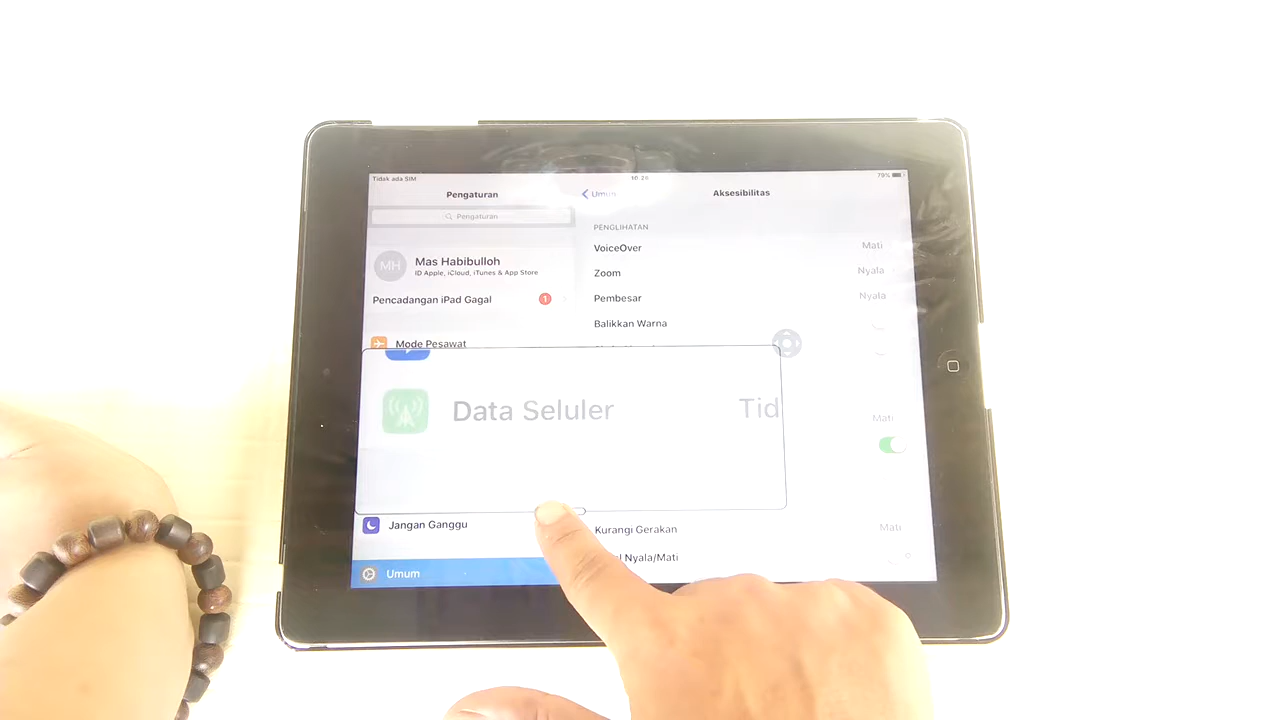 Tidak ada SIM
10.26
79%
Pengaturan
Umum
Aksesibilitas
Pengaturan
MH
Mas Habibulloh
ID Apple, iCloud, iTunes & App Store
Pencadangan iPad Gagal
1
Mode Pesawat
Data Seluler
Tid
Jangan Ganggu
Umum
PENGLIHATAN
VoiceOver
Mati
Zoom
Nyala
Pembesar
Nyala
Balikkan Warna
Mati
Kurangi Gerakan
Mati
l Nyala/Mati